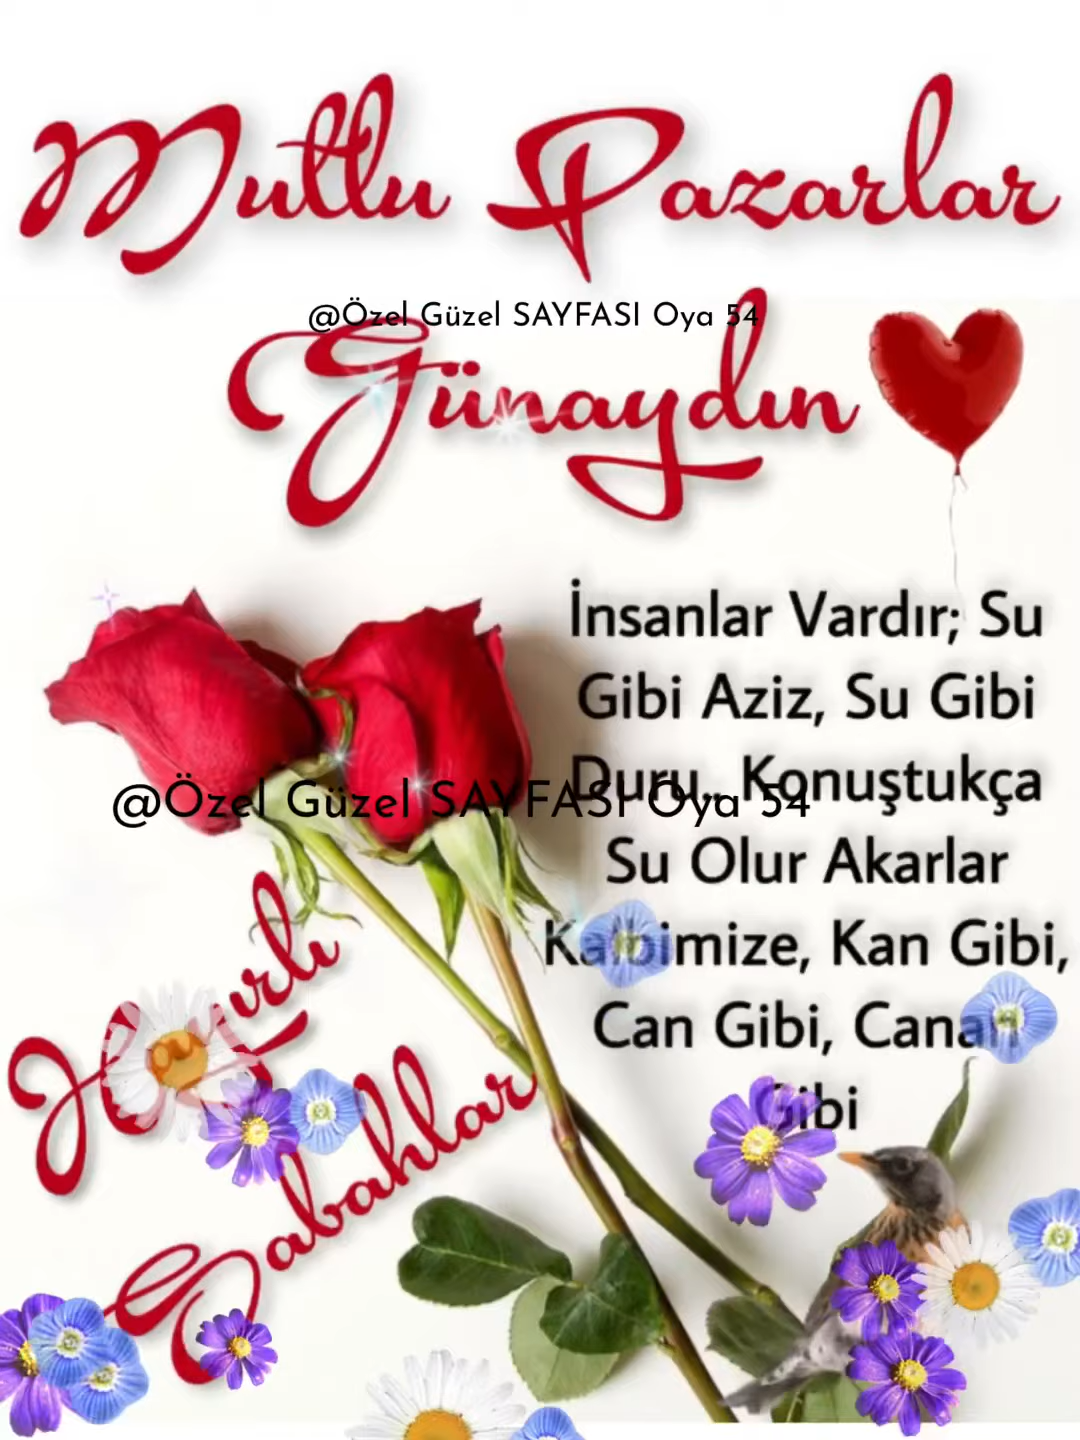 Mutlu Pazarlar
@Özel Güzel SAYFASI Oya 54
Günaydın
İnsanlar Vardır; Su
Gibi Aziz, Su Gibi
Duru.. Konuştukça
@Özel Güzel SAYFASI Oya 54
Su Olur Akarlar
Kalbimize, Kan Gibi,
Can Gibi, Canan
Gibi
Hayırlı
Sabahlar